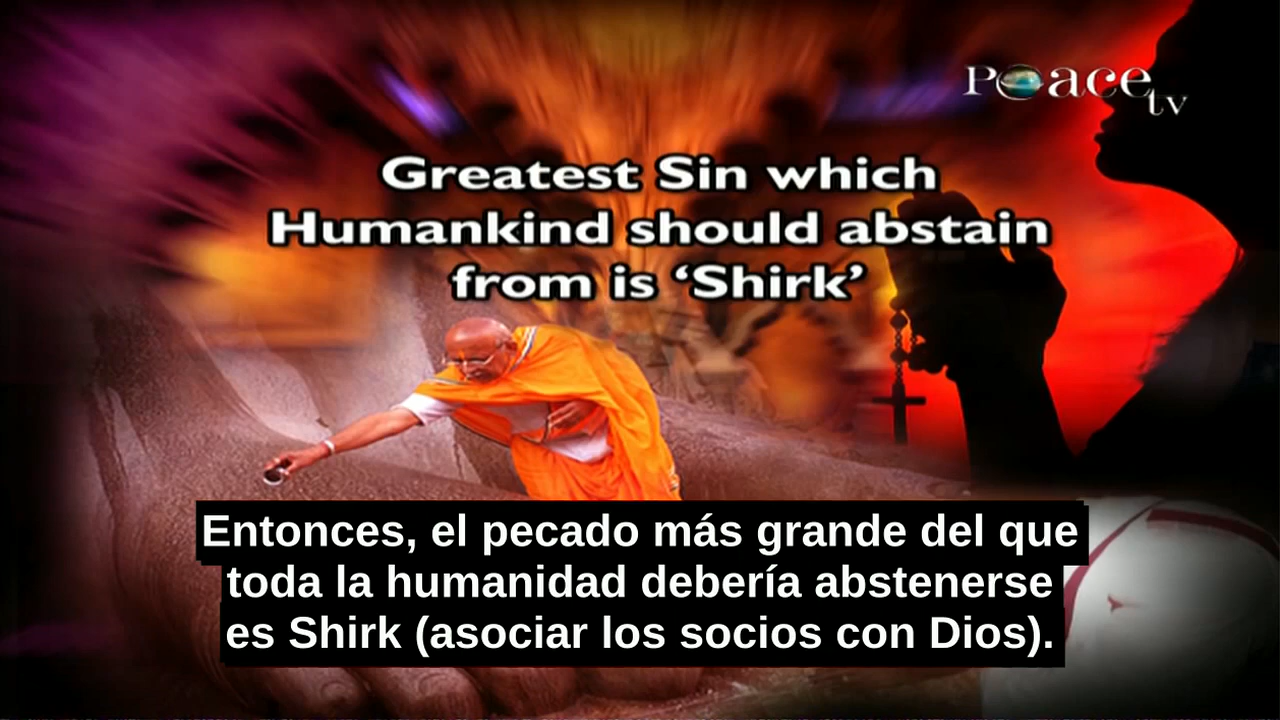 Peace
tv
Greatest Sin which
Humankind should abstain
from is ‘Shirk’
Entonces, el pecado más grande del que
toda la humanidad debería abstenerse
es Shirk (asociar los socios con Dios).